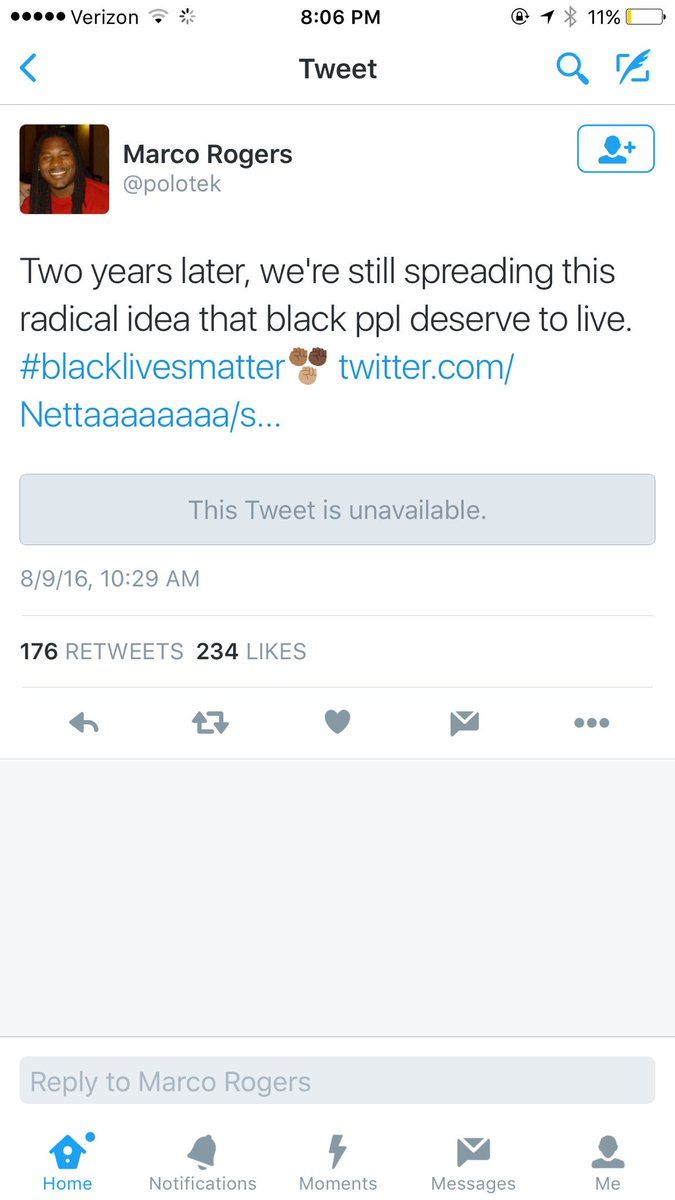 Verizon 8:06 PM 11%
Tweet
Marco Rogers
@polotek
Two years later, we're still spreading this
radical idea that black ppl deserve to live.
#blacklivesmatter✊🏾✊🏿✊🏽 twitter.com/
Nettaaaaaaaa/s...
This Tweet is unavailable.
8/9/16, 10:29 AM
176 RETWEETS 234 LIKES
Reply to Marco Rogers
Home Notifications Moments Messages Me